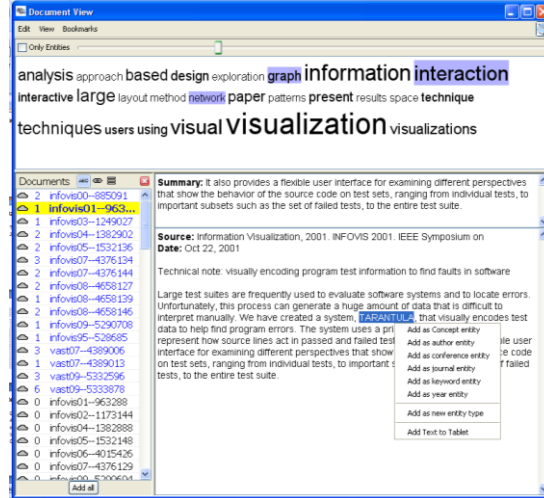 Document View
Edit View Bookmarks
Only Entities
analysis approach based design exploration graph information interaction
interactive large layout method network paper patterns present results space technique
techniques users using visual visualization visualizations
Documents
2 infovis00--885091
1 infovis01--963...
1 infovis03--1249027
2 infovis04--1382902
2 infovis05--1532136
3 infovis07--4376134
2 infovis07--4376144
2 infovis08--4658127
1 infovis08--4658139
2 infovis08--4658146
1 infovis09--5290708
1 infovis95--528685
3 vast07--4389006
1 vast07--4389013
3 vast09--5332596
6 vast09--5333878
0 infovis01--963288
0 infovis02--1173144
0 infovis04--1382888
0 infovis05--1532148
0 infovis06--4015426
0 infovis07--4376129
Add all
Summary: It also provides a flexible user interface for examining different perspectives
that show the behavior of the source code on test sets, ranging from individual tests, to
important subsets such as the set of failed tests, to the entire test suite.
Source: Information Visualization, 2001. INFOVIS 2001. IEEE Symposium on
Date: Oct 22, 2001
Technical note: visually encoding program test information to find faults in software
Large test suites are frequently used to evaluate software systems and to locate errors.
Unfortunately, this process can generate a huge amount of data that is difficult to
interpret manually. We have created a system, TARANTULA, that visually encodes test
data to help find program errors. The system uses a pri
represent how source lines act in passed and failed test le user
interface for examining different perspectives that show ce code
on test sets, ranging from individual tests, to important s f failed
tests, to the entire test suite.
Add as Concept entity
Add as author entity
Add as conference entity
Add as journal entity
Add as keyword entity
Add as year entity
Add as new entity type
Add Text to Tablet